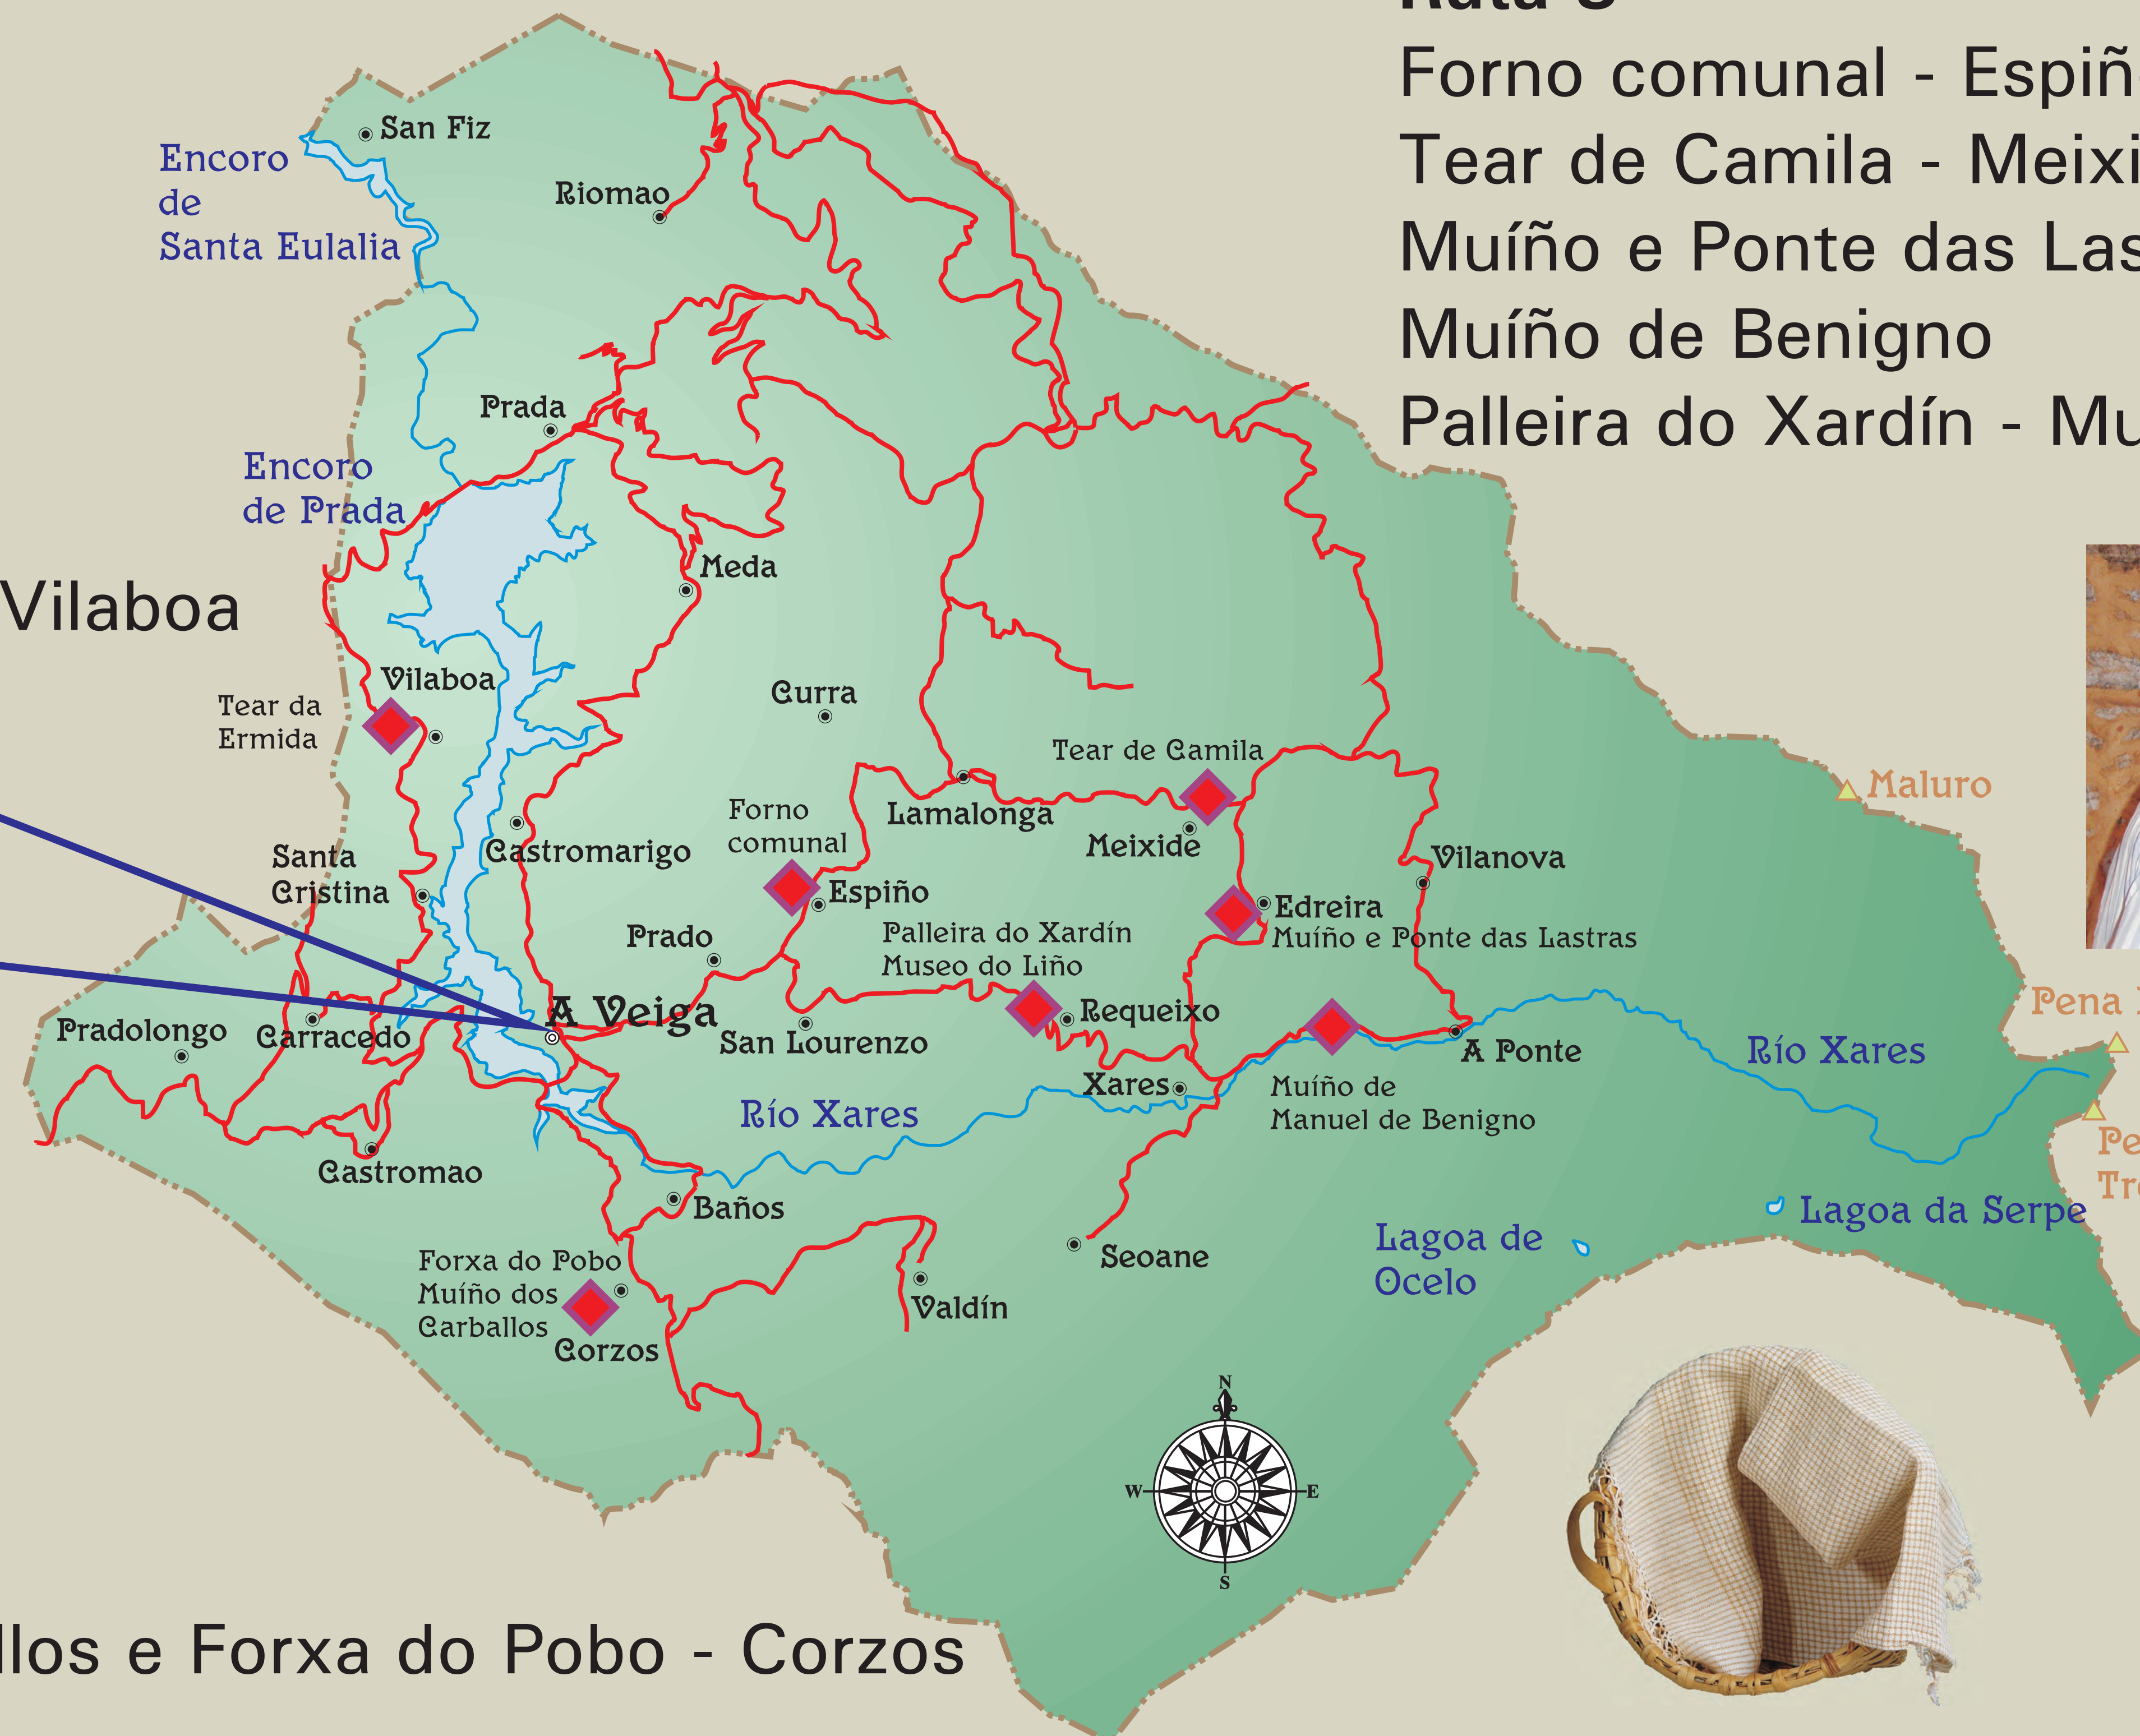 Forno comunal - Espiñ
Tear de Camila - Meixi
Muíño e Ponte das Las
Muíño de Benigno
Palleira do Xardín - Mu
San Fiz
Encoro
de
Santa Eulalia
Riomao
Prada
Encoro
de Prada
Meda
Vilaboa
Vilaboa
Tear da
Ermida
Curra
Tear de Camila
Maluro
Forno
comunal
Lamalonga
Meixide
Castromarigo
Vilanova
Santa
Cristina
Espiño
Edreira
Muíño e Ponte das Lastras
Prado
Palleira do Xardín
Museo do Liño
Pena
A Veiga
Requeixo
Pradolongo
Carracedo
San Lourenzo
A Ponte
Río Xares
Xares
Muíño de
Manuel de Benigno
Río Xares
Pe
Tre
Castromao
Baños
Lagoa da Serpe
Seoane
Lagoa de
Ocelo
Forxa do Pobo
Muíño dos
Carballos
Corzos
Valdín
N
W
E
S
llos e Forxa do Pobo - Corzos